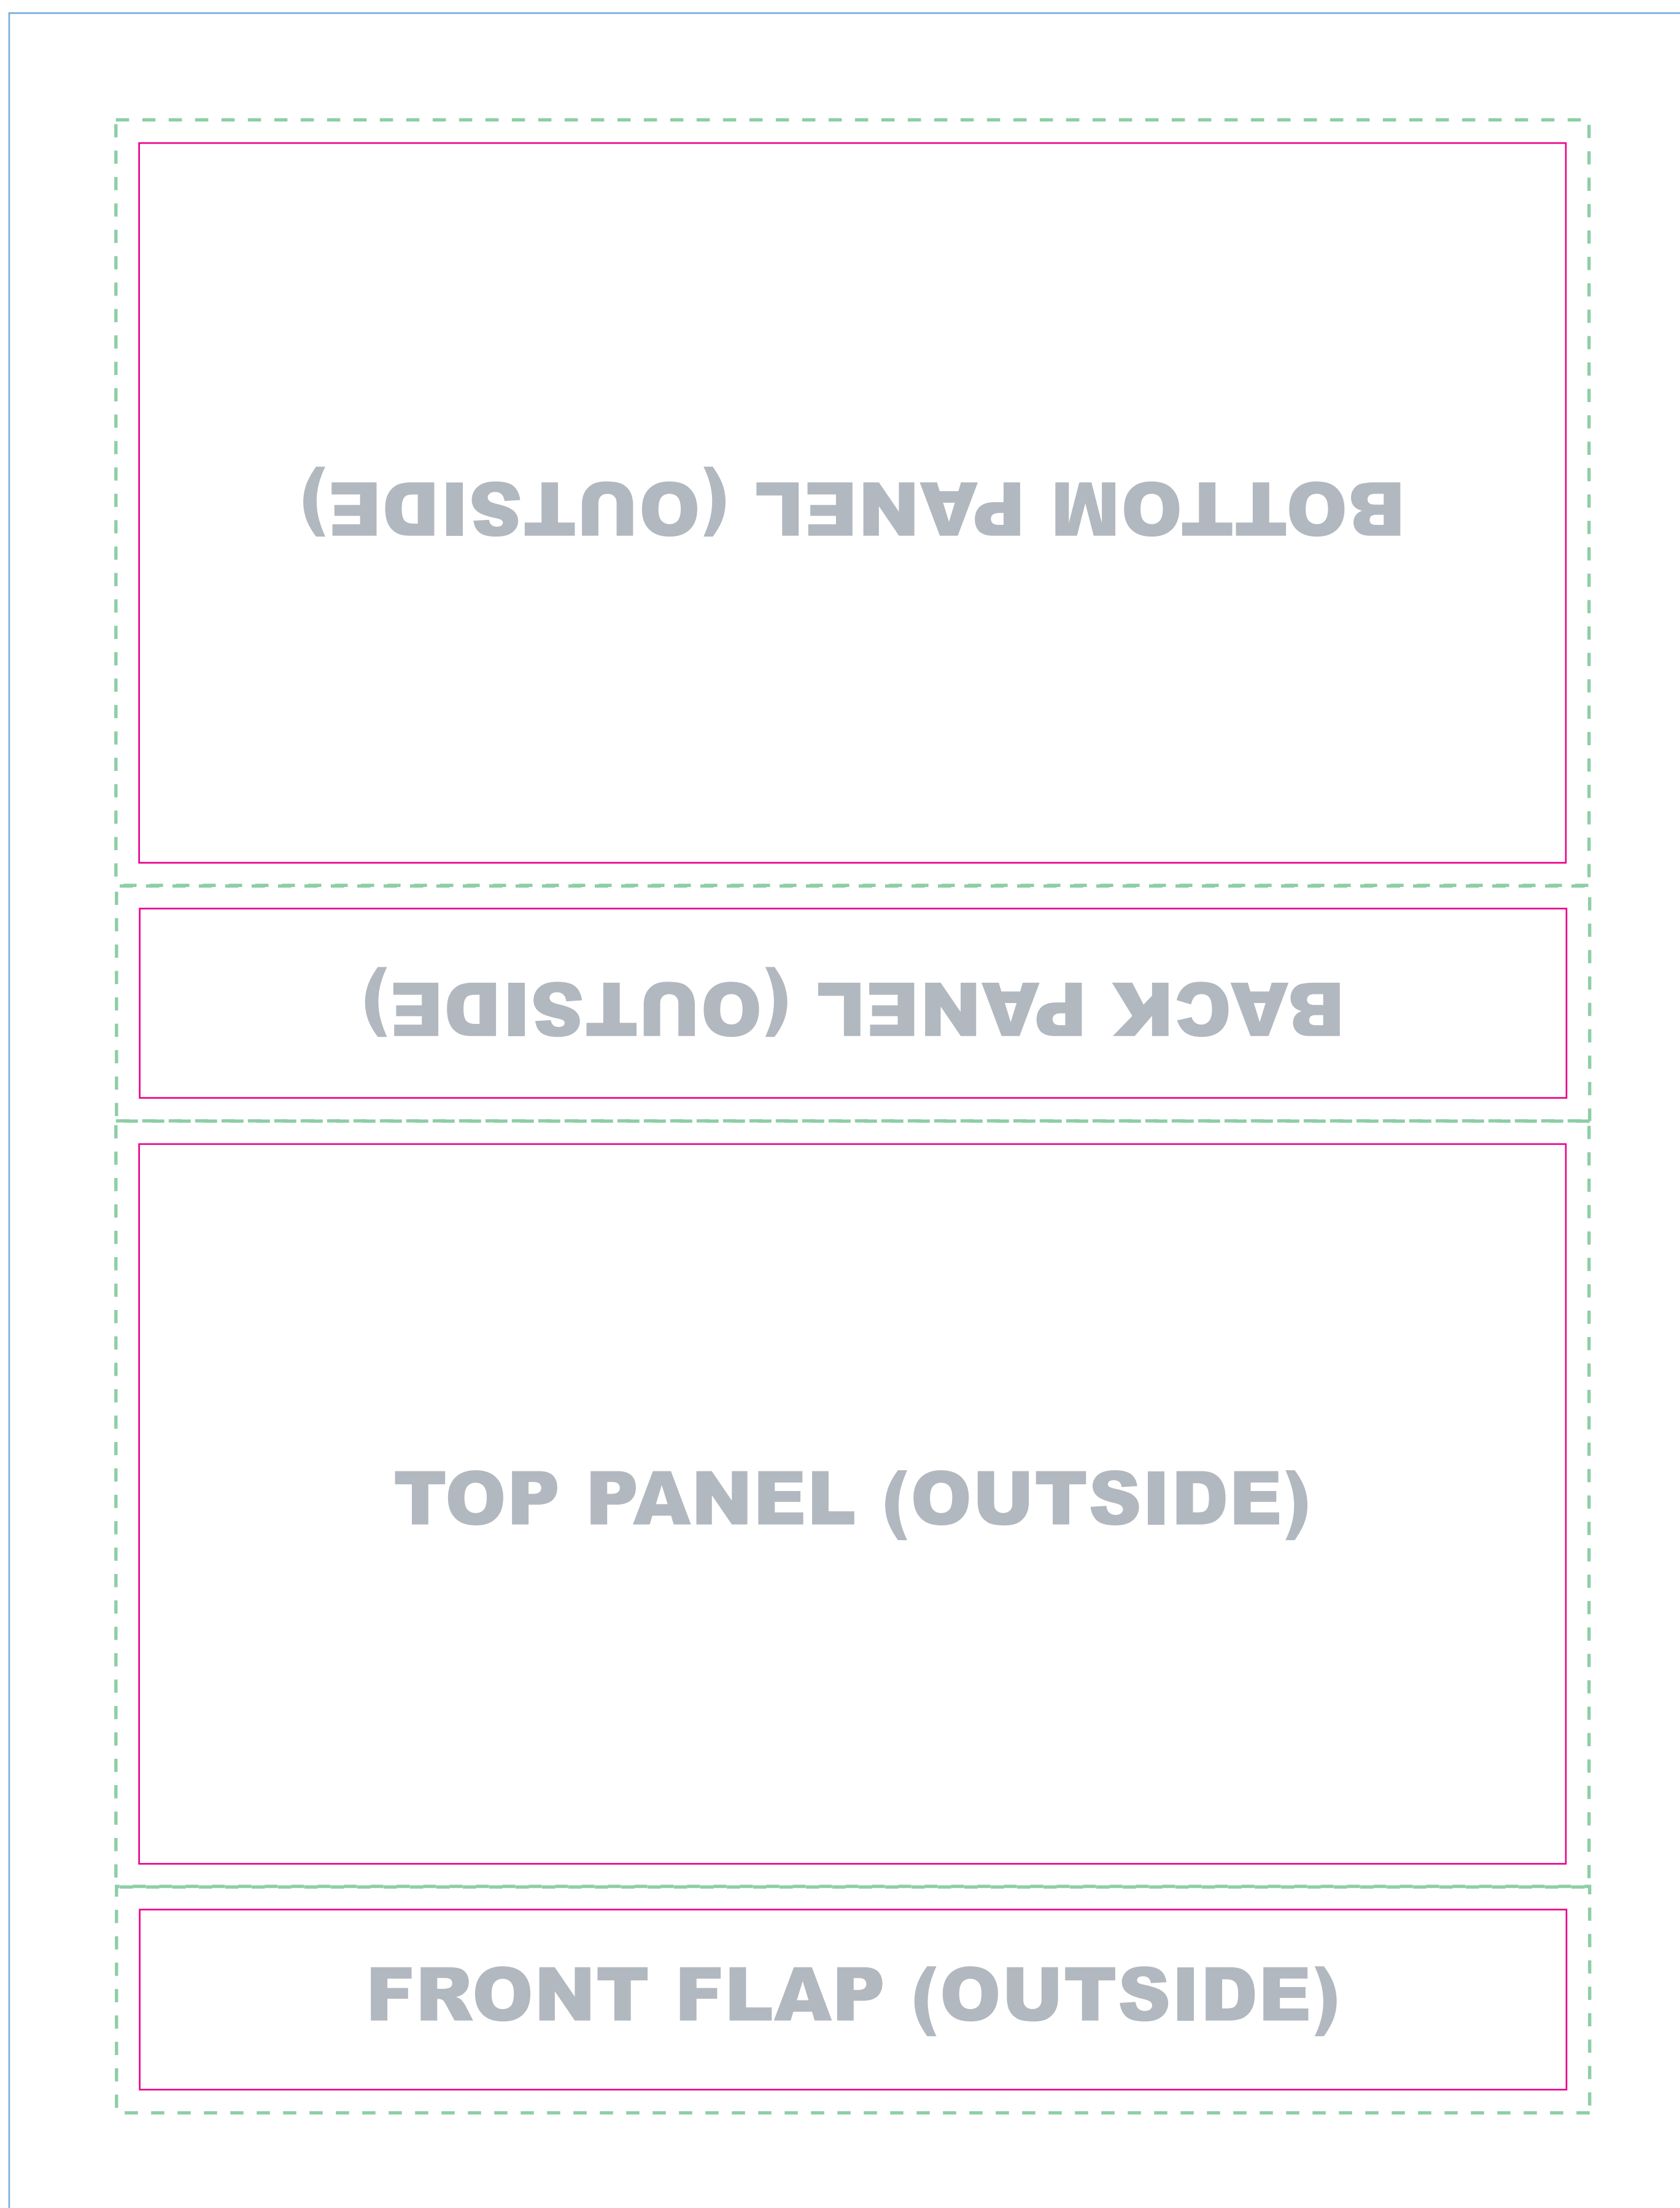 BOTTOM PANEL (OUTSIDE)
BACK PANEL (OUTSIDE)
TOP PANEL (OUTSIDE)
FRONT FLAP (OUTSIDE)